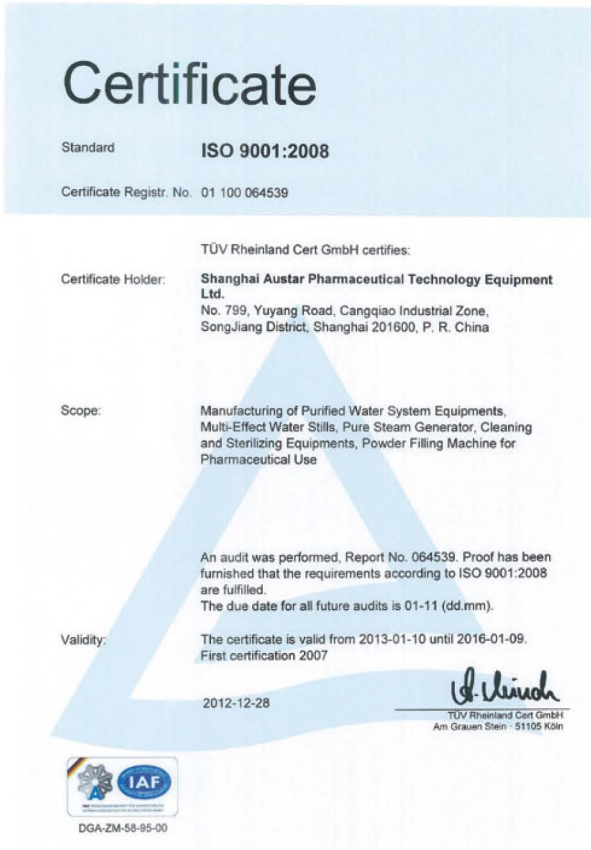 Certificate
Standard ISO 9001:2008
Certificate Registr. No. 01 100 064539
TÜV Rheinland Cert GmbH certifies:
Certificate Holder: Shanghai Austar Pharmaceutical Technology Equipment
Ltd.
No. 799, Yuyang Road, Cangqiao Industrial Zone,
SongJiang District, Shanghai 201600, P. R. China
Scope: Manufacturing of Purified Water System Equipments,
Multi-Effect Water Stills, Pure Steam Generator, Cleaning
and Sterilizing Equipments, Powder Filling Machine for
Pharmaceutical Use
An audit was performed, Report No. 064539. Proof has been
furnished that the requirements according to ISO 9001:2008
are fulfilled.
The due date for all future audits is 01-11 (dd.mm).
Validity: The certificate is valid from 2013-01-10 until 2016-01-09.
First certification 2007
2012-12-28
TÜV Rheinland Cert GmbH
Am Grauen Stein · 51105 Köln
IAF
DGA-ZM-58-95-00